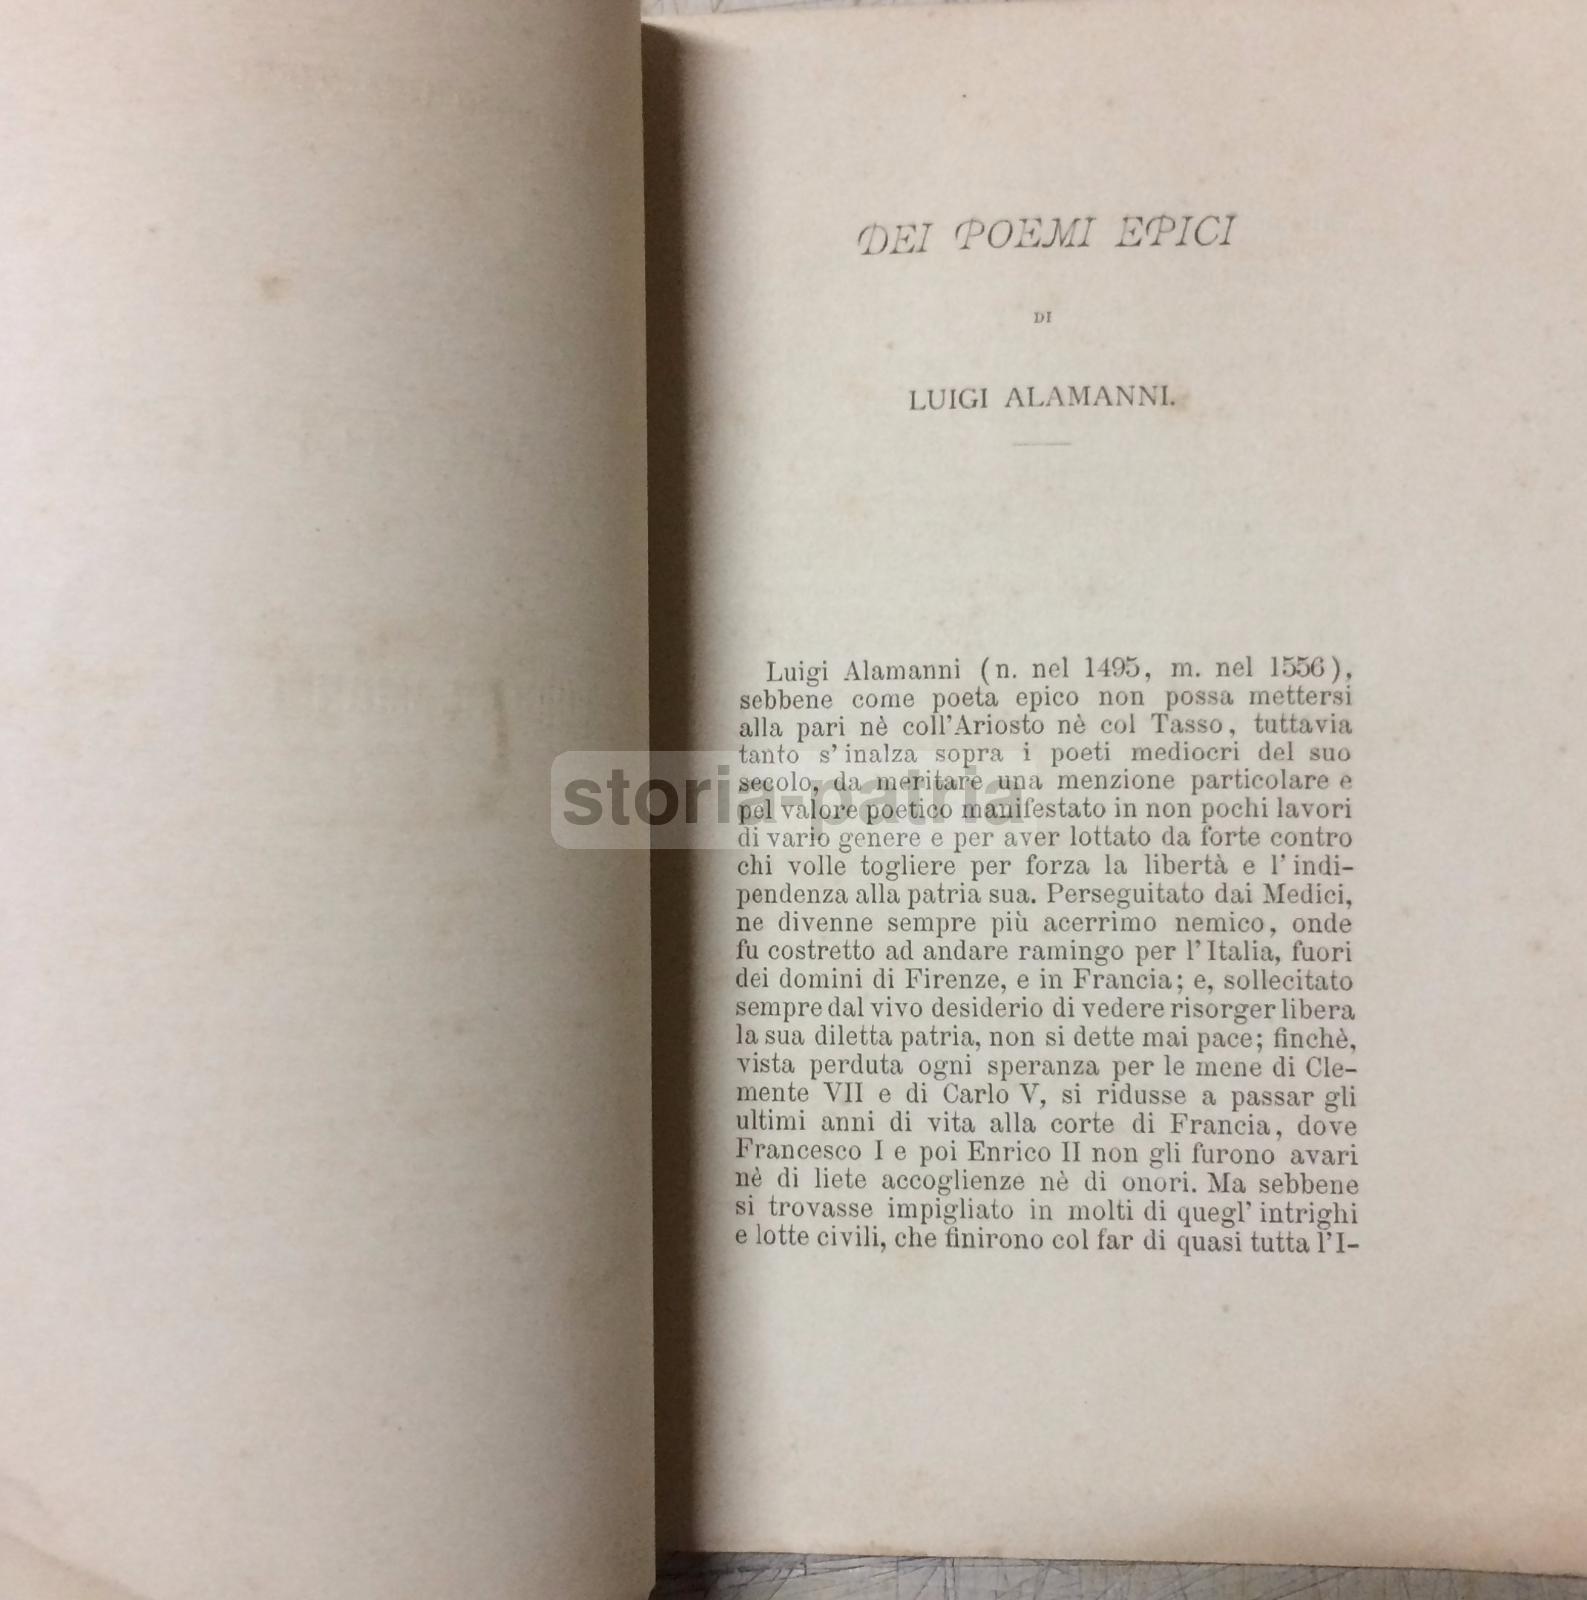 DEI POEMI EPICI
DI
LUIGI ALAMANNI.
Luigi Alamanni (n. nel 1495, m. nel 1556),
sebbene come poeta epico non possa mettersi
alla pari nè coll'Ariosto nè col Tasso, tuttavia
tanto s'inalza sopra i poeti mediocri del suo
secolo, da meritare una menzione particolare e
pel valore poetico manifestato in non pochi lavori
di vario genere e per aver lottato da forte contro
chi volle togliere per forza la libertà e l'indi-
pendenza alla patria sua. Perseguitato dai Medici,
ne divenne sempre più acerrimo nemico, onde
fu costretto ad andare ramingo per l'Italia, fuori
dei domini di Firenze, e in Francia; e, sollecitato
sempre dal vivo desiderio di vedere risorger libera
la sua diletta patria, non si dette mai pace; finchè,
vista perduta ogni speranza per le mene di Cle-
mente VII e di Carlo V, si ridusse a passar gli
ultimi anni di vita alla corte di Francia, dove
Francesco I e poi Enrico II non gli furono avari
nè di liete accoglienze nè di onori. Ma sebbene
si trovasse impigliato in molti di quegl'intrighi
e lotte civili, che finirono col far di quasi tutta l'I-
storia-patria